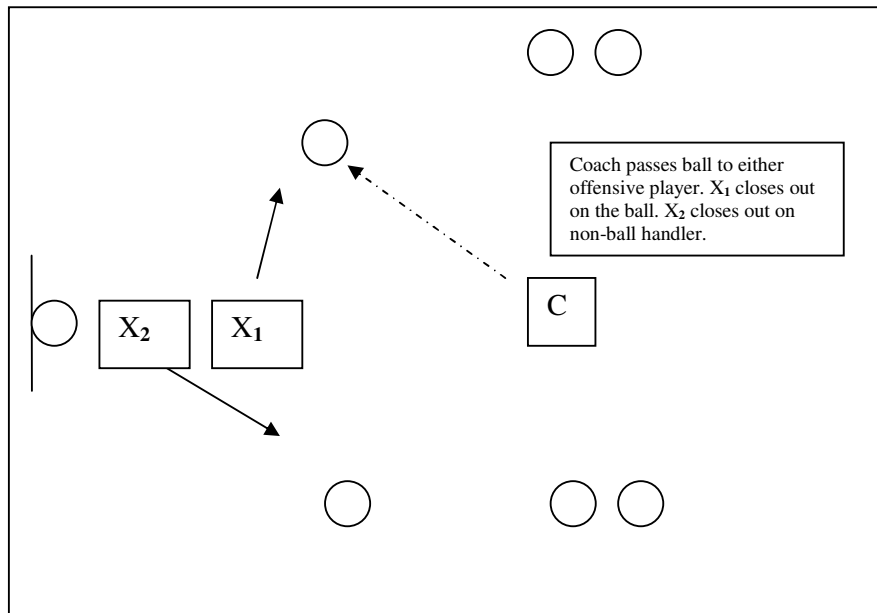 Coach passes ball to either
offensive player. X₁ closes out
on the ball. X₂ closes out on
non-ball handler.
X₂ X₁ C